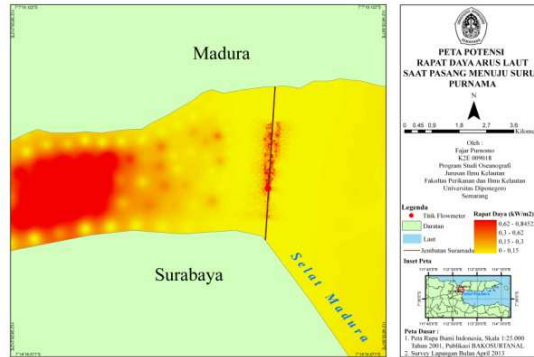 Madura
Surabaya
Selat Madura
PETA POTENSI
RAPAT DAYA ARUS LAUT
SAAT PASANG MENUJU SURUT
PURNAMA
N
Oleh :
Fajar Purnomo
K2E 009018
Program Studi Oseanografi
Jurusan Ilmu Kelautan
Fakultas Perikanan dan Ilmu Kelautan
Universitas Diponegoro
Semarang
Legenda
Titik Flowmeter
Daratan
Laut
Jembatan Suramadu
Rapat Daya (kW/m2)
0,3 - 0,62
0,15 - 0,3
0 - 0,15
Inset Peta
Peta Dasar :
1. Peta Rupa Bumi Indonesia, Skala 1:25.000
Tahun 2001, Publikasi BAKOSURTANAL
2. Survey Lapangan Bulan April 2013